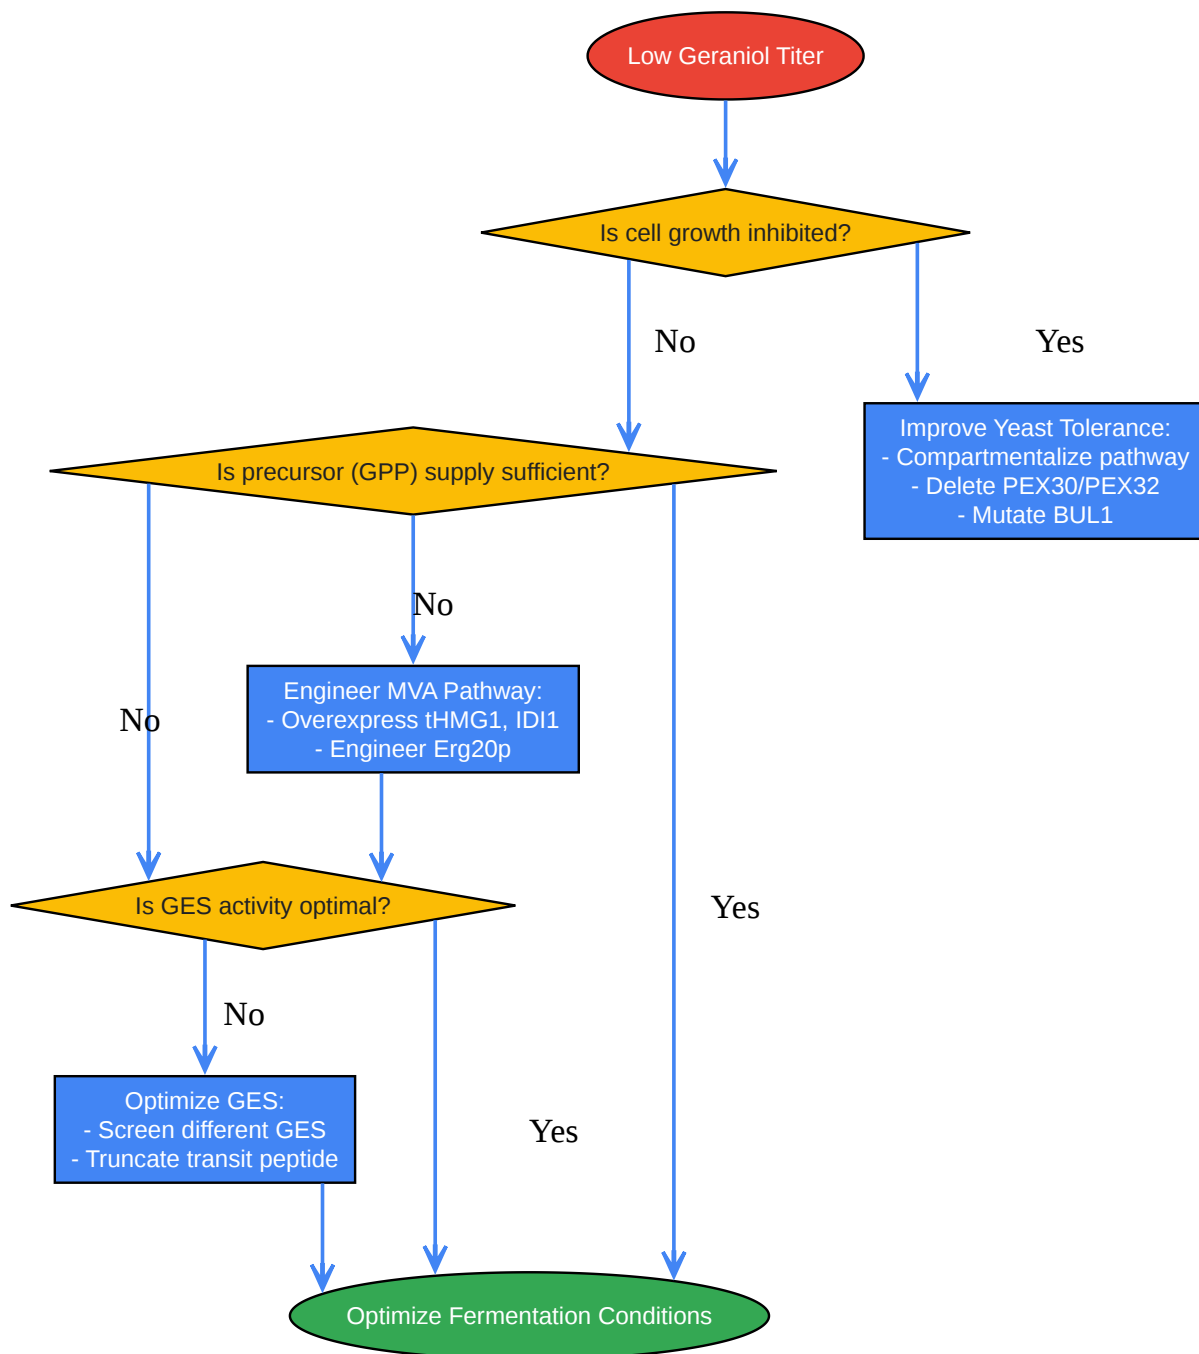 Low Geraniol Titer
Is cell growth inhibited?
No
Yes
Improve Yeast Tolerance:
- Compartmentalize pathway
- Delete PEX30/PEX32
- Mutate BUL1
Is precursor (GPP) supply sufficient?
No
Engineer MVA Pathway:
- Overexpress tHMG1, IDI1
- Engineer Erg20p
No
Is GES activity optimal?
Yes
No
Optimize GES:
- Screen different GES
- Truncate transit peptide
Yes
Optimize Fermentation Conditions